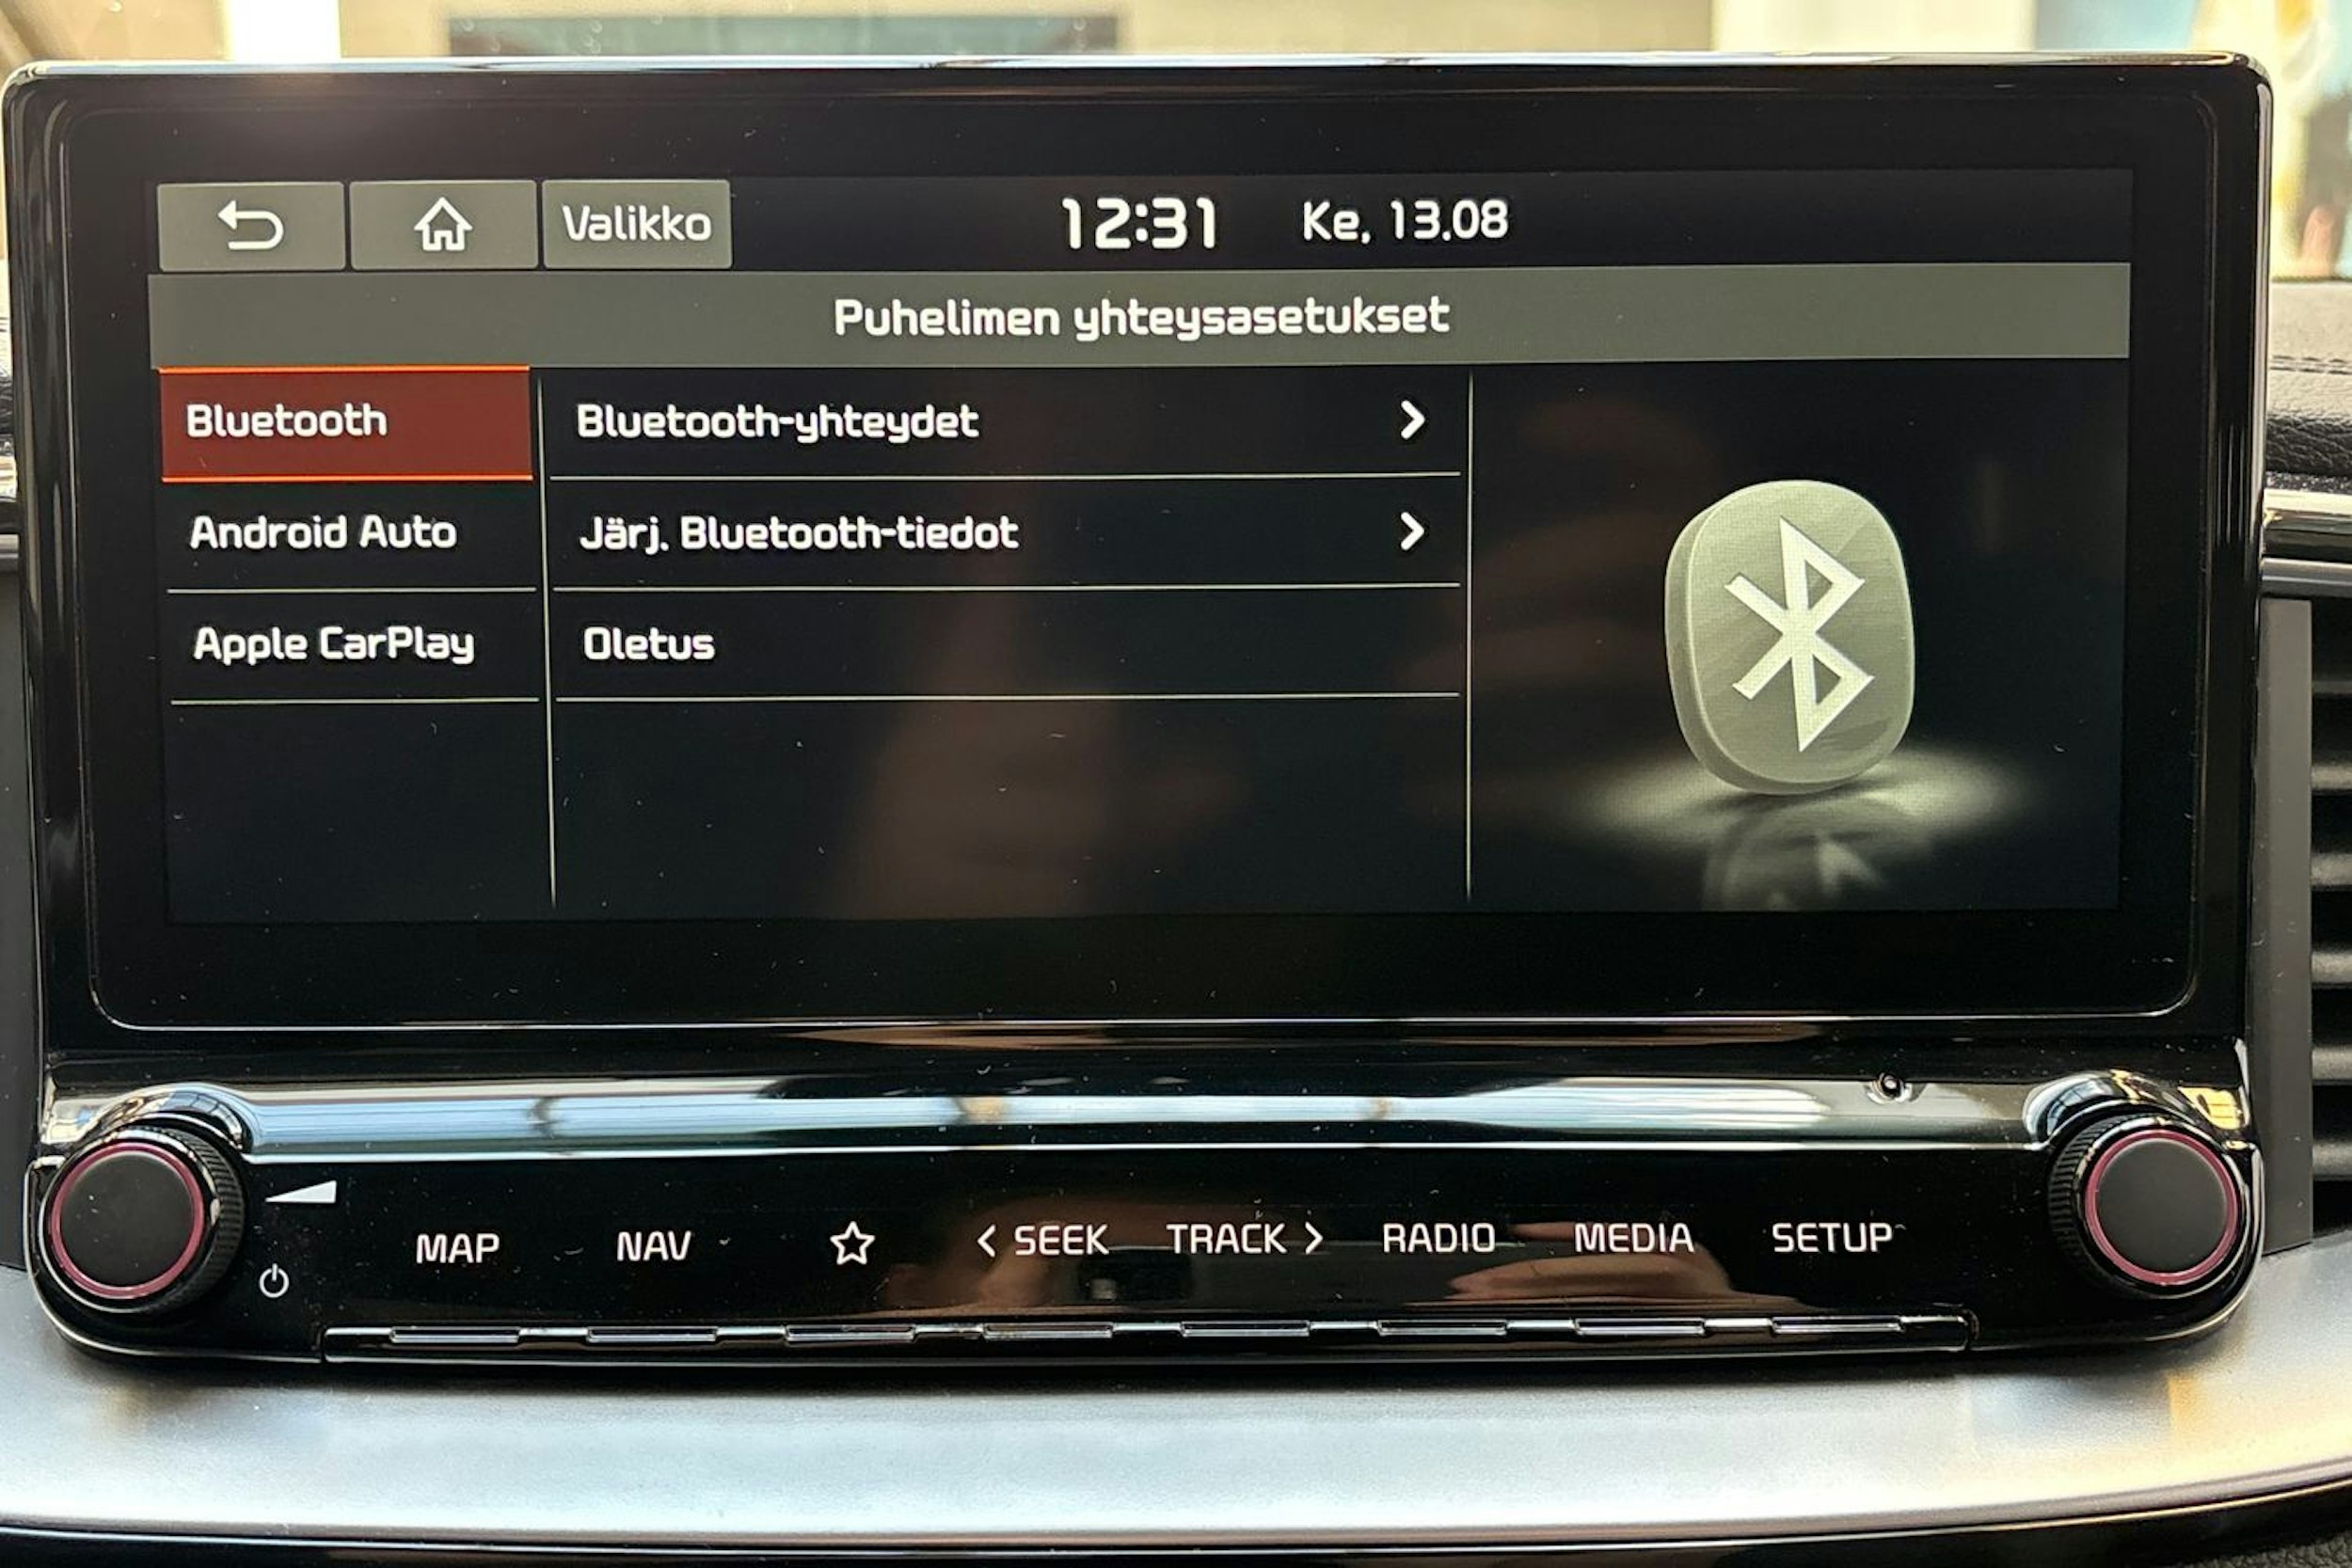 Valikko 12:31 Ke, 13.08
Puhelimen yhteysasetukset
Bluetooth Bluetooth-yhteydet
Android Auto Järj. Bluetooth-tiedot
Apple CarPlay Oletus
MAP NAV < SEEK TRACK > RADIO MEDIA SETUP